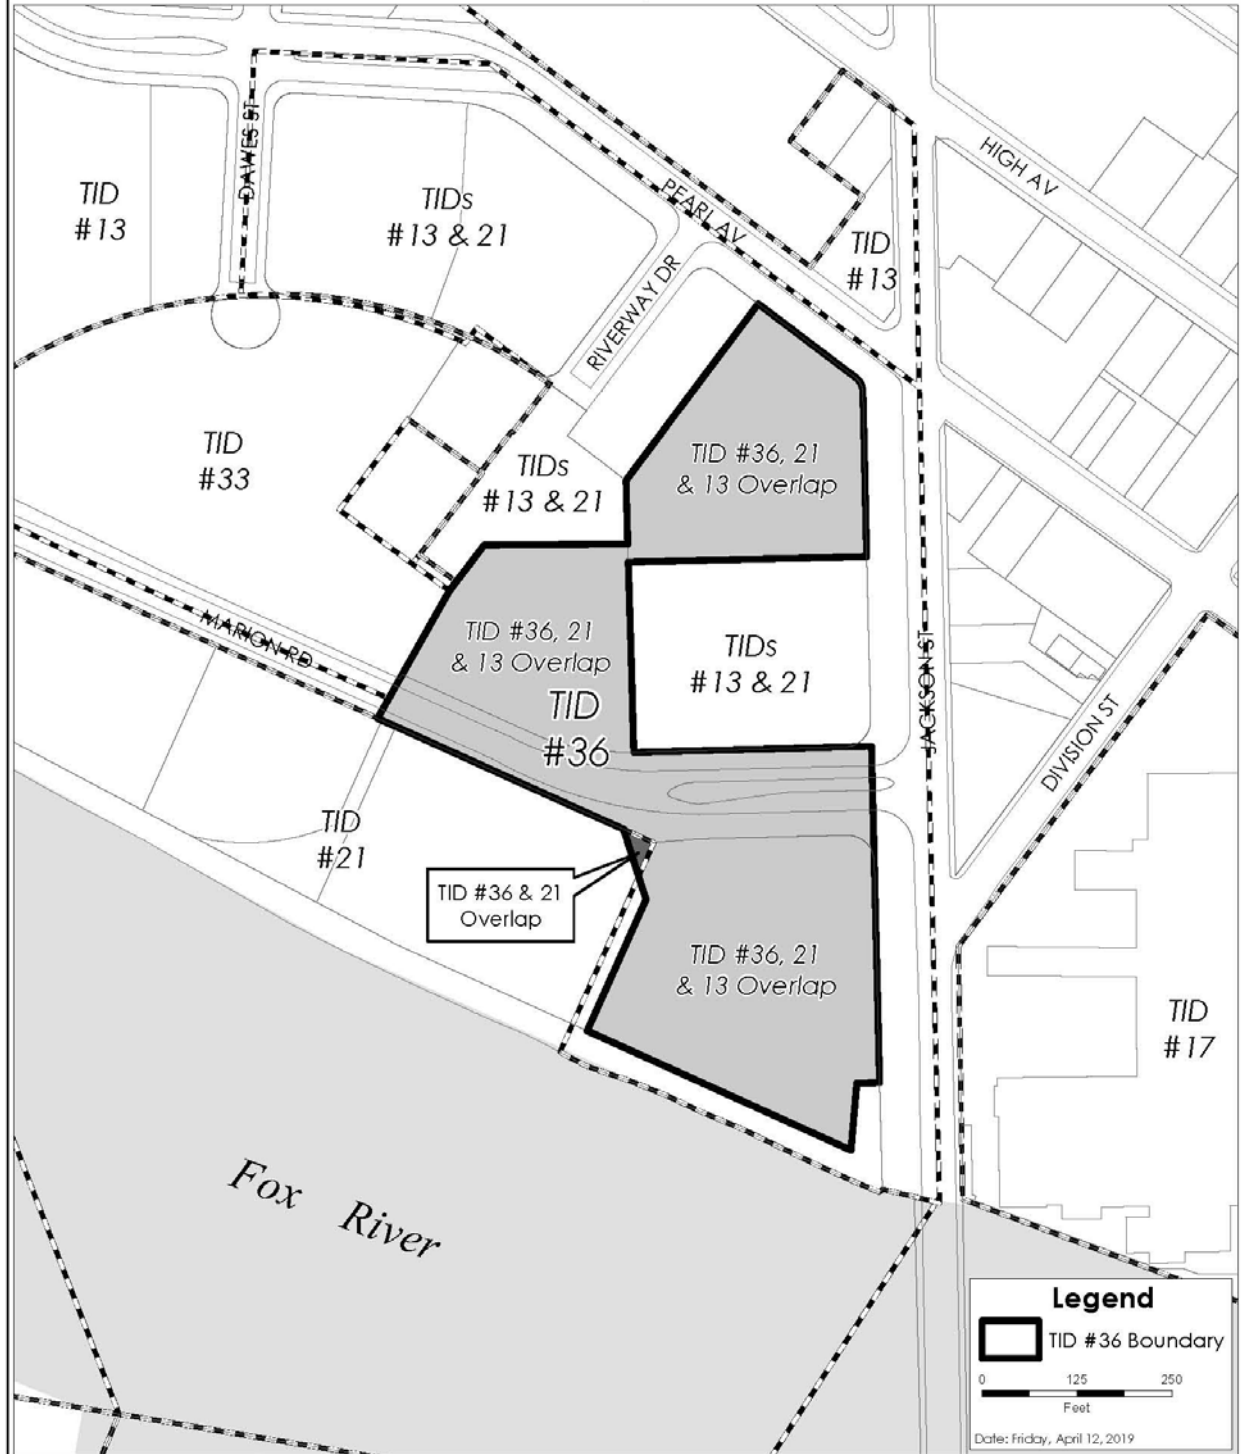 HIGH AV
DAWES ST
TID
#13
TIDs
#13 & 21
PEARL AV
TID
#13
RIVERWAY DR
TID
#33
TIDs
#13 & 21
TID #36, 21
& 13 Overlap
MARION RD
TID #36, 21
& 13 Overlap
TID
#36
TIDs
#13 & 21
JACKSON ST
DIVISION ST
TID
#21
TID #36 & 21
Overlap
TID #36, 21
& 13 Overlap
TID
#17
Fox River
Legend
TID #36 Boundary
0 125 250
Feet
Date: Friday, April 12, 2019